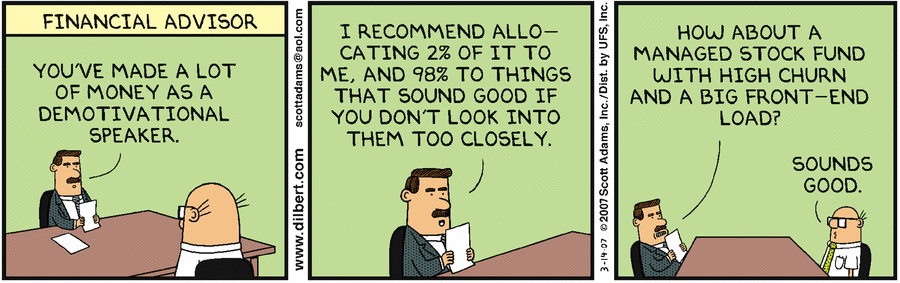 FINANCIAL ADVISOR
YOU'VE MADE A LOT
OF MONEY AS A
DEMOTIVATIONAL
SPEAKER.
www.dilbert.com scottadams@aol.com
I RECOMMEND ALLO–
CATING 2% OF IT TO
ME, AND 98% TO THINGS
THAT SOUND GOOD IF
YOU DON'T LOOK INTO
THEM TOO CLOSELY.
3-14-07 ©2007 Scott Adams, Inc./Dist. by UFS, Inc.
HOW ABOUT A
MANAGED STOCK FUND
WITH HIGH CHURN
AND A BIG FRONT–END
LOAD?
SOUNDS
GOOD.